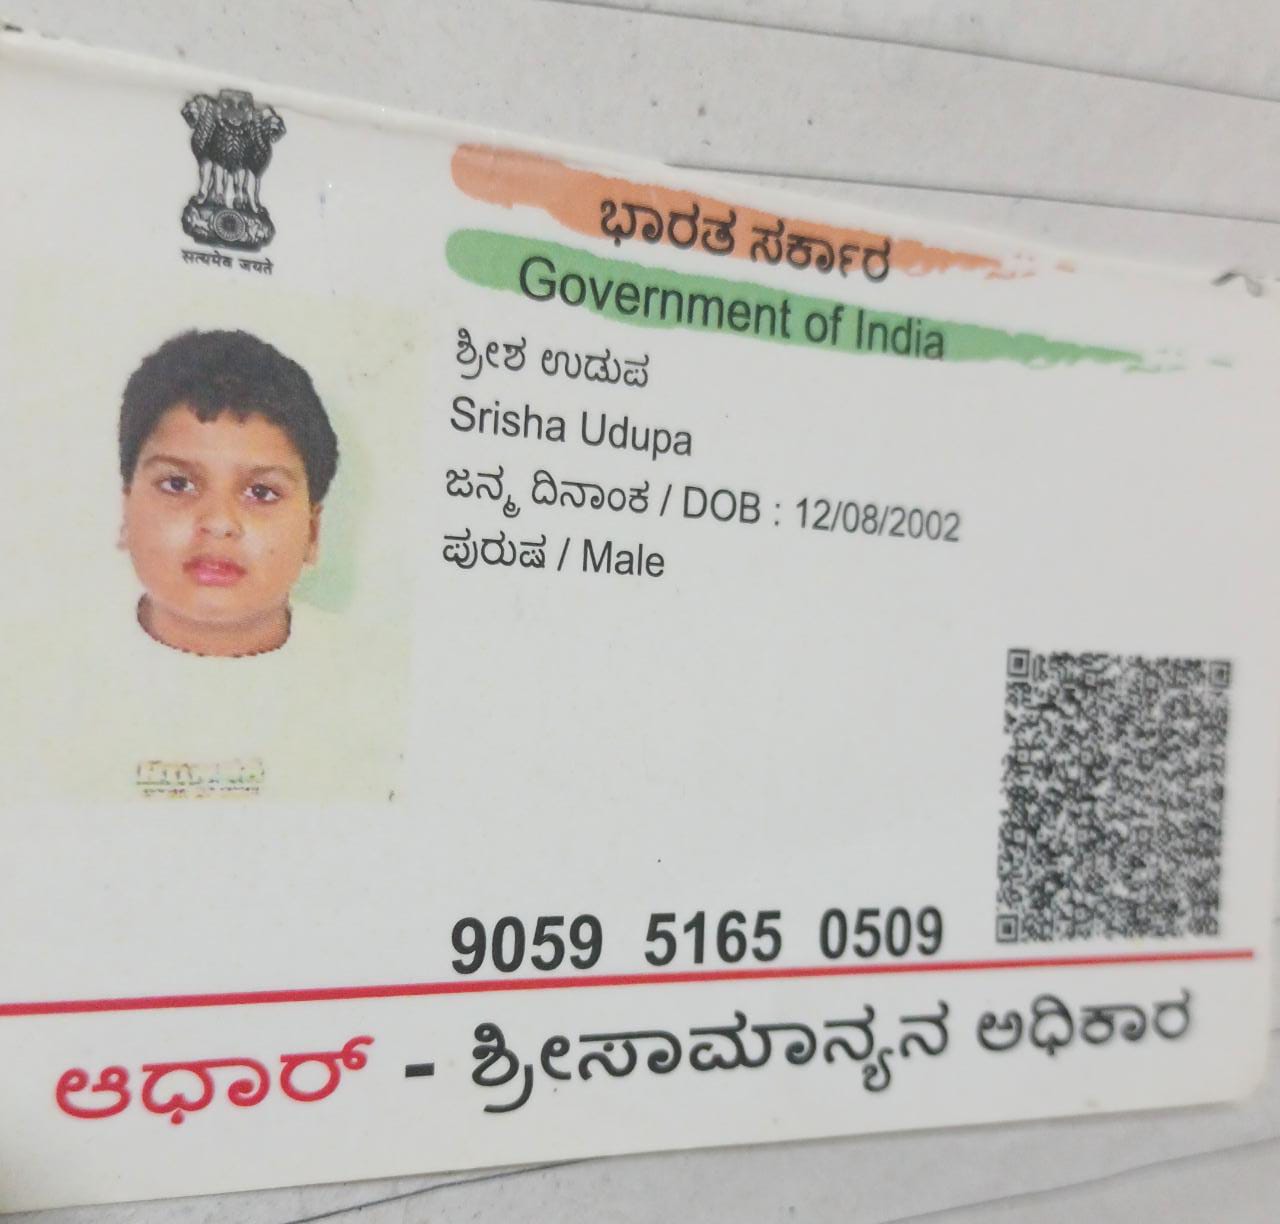 सत्यमेव जयते
ಭಾರತ ಸರ್ಕಾರ
Government of India
ಶ್ರೀಶ ಉಡುಪ
Srisha Udupa
ಜನ್ಮ ದಿನಾಂಕ / DOB : 12/08/2002
ಪುರುಷ / Male
9059 5165 0509
ಆಧಾರ್ - ಶ್ರೀಸಾಮಾನ್ಯನ ಅಧಿಕಾರ